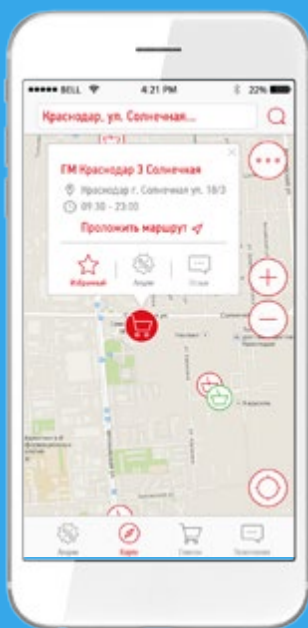 BELL 4:21 PM 22%
Краснодар, ул. Солнечная...
ГМ Краснодар 3 Солнечная
Краснодар г. Солнечная ул. 18/3
09:30 - 23:00
Проложить маршрут
Избранный Акции Отзыв
Акции Карта Список